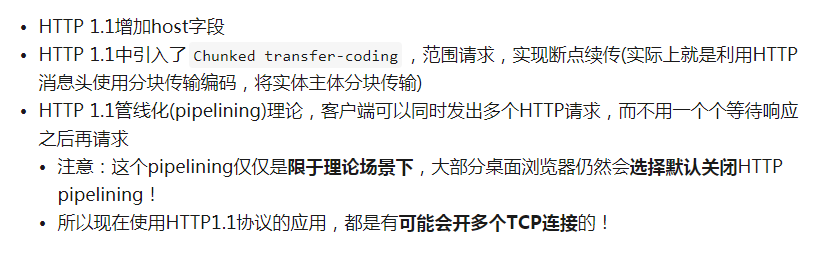 HTTP 1.1增加host字段
HTTP 1.1中引入了 Chunked transfer-coding ，范围请求，实现断点续传(实际上就是利用HTTP
消息头使用分块传输编码，将实体主体分块传输)
HTTP 1.1管线化(pipelining)理论，客户端可以同时发出多个HTTP请求，而不用一个个等待响应
之后再请求
注意：这个pipelining仅仅是限于理论场景下，大部分桌面浏览器仍然会选择默认关闭HTTP
pipelining！
所以现在使用HTTP1.1协议的应用，都是有可能会开多个TCP连接的！